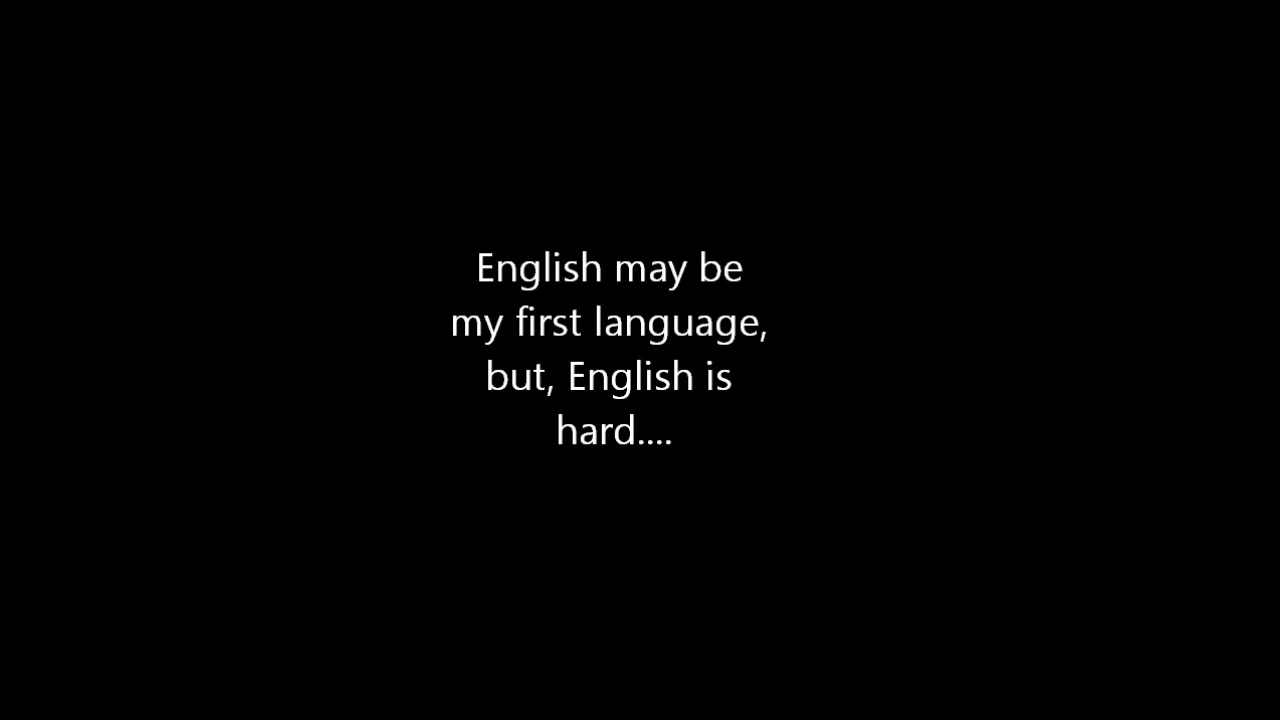 English may be
my first language,
but, English is
hard....